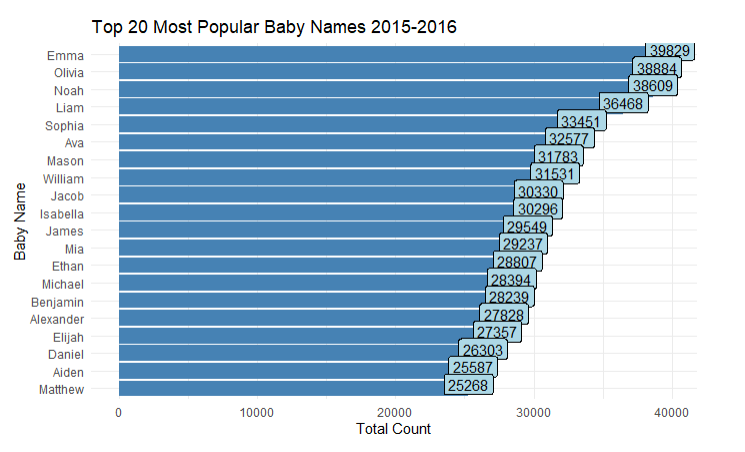 Top 20 Most Popular Baby Names 2015-2016
Baby Name
Emma 39829
Olivia 38884
Noah 38609
Liam 36468
Sophia 33451
Ava 32577
Mason 31783
William 31531
Jacob 30330
Isabella 30296
James 29549
Mia 29237
Ethan 28807
Michael 28394
Benjamin 28239
Alexander 27828
Elijah 27357
Daniel 26303
Aiden 25587
Matthew 25268
0 10000 20000 30000 40000
Total Count